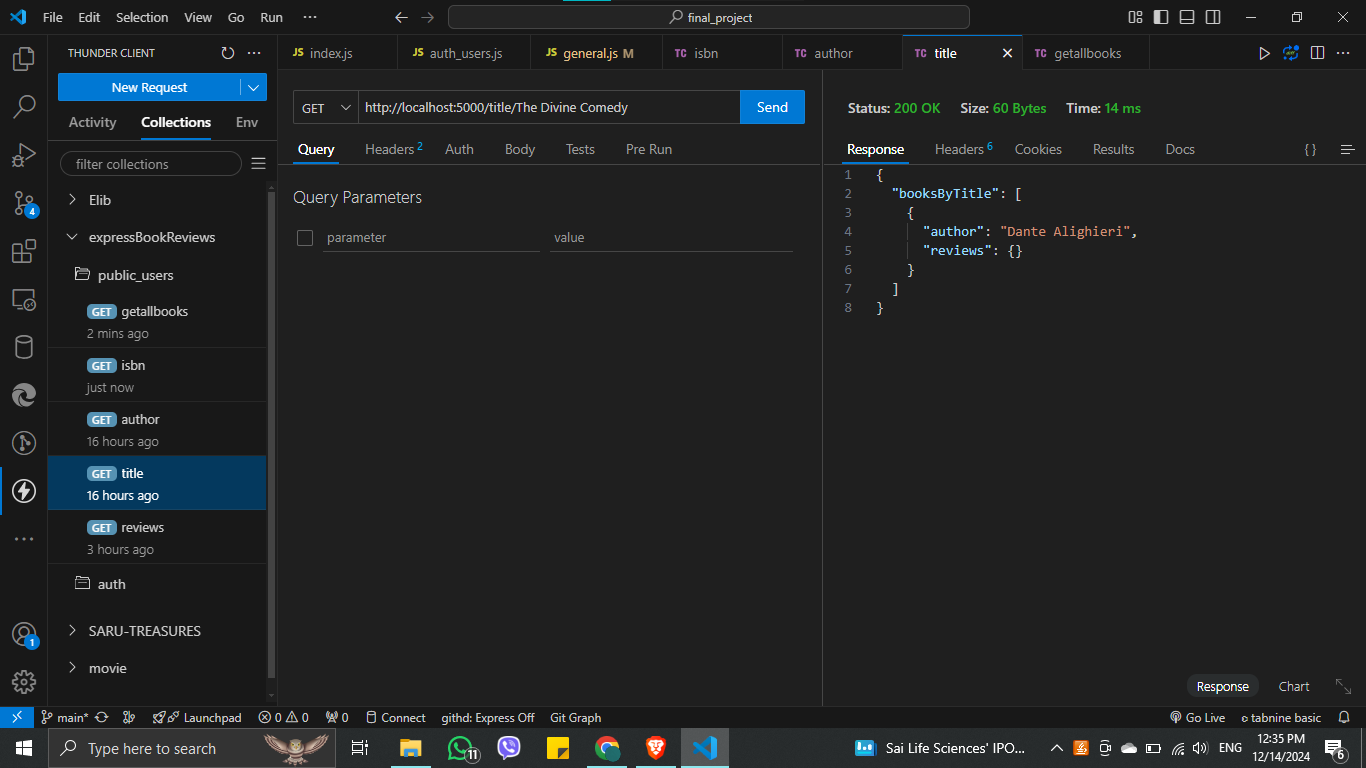 File Edit Selection View Go Run ··· final_project
THUNDER CLIENT ···
New Request
Activity Collections Env
filter collections
Elib
expressBookReviews
public_users
GET getallbooks
2 mins ago
GET isbn
just now
GET author
16 hours ago
GET title
16 hours ago
GET reviews
3 hours ago
auth
SARU-TREASURES
movie
4
1
JS index.js JS auth_users.js JS general.js M TC isbn TC author TC title TC getallbooks
GET http://localhost:5000/title/The Divine Comedy Send
Query Headers 2 Auth Body Tests Pre Run
Query Parameters
parameter value
Status: 200 OK Size: 60 Bytes Time: 14 ms
Response Headers 6 Cookies Results Docs { }
1 {
2 "booksByTitle": [
3 {
4 "author": "Dante Alighieri",
5 "reviews": {}
6 }
7 ]
8 }
Response Chart
main* Launchpad 0 0 0 Connect githd: Express Off Git Graph Go Live tabnine basic
Type here to search 11 Sai Life Sciences' IPO... ENG 12:35 PM
12/14/2024 6